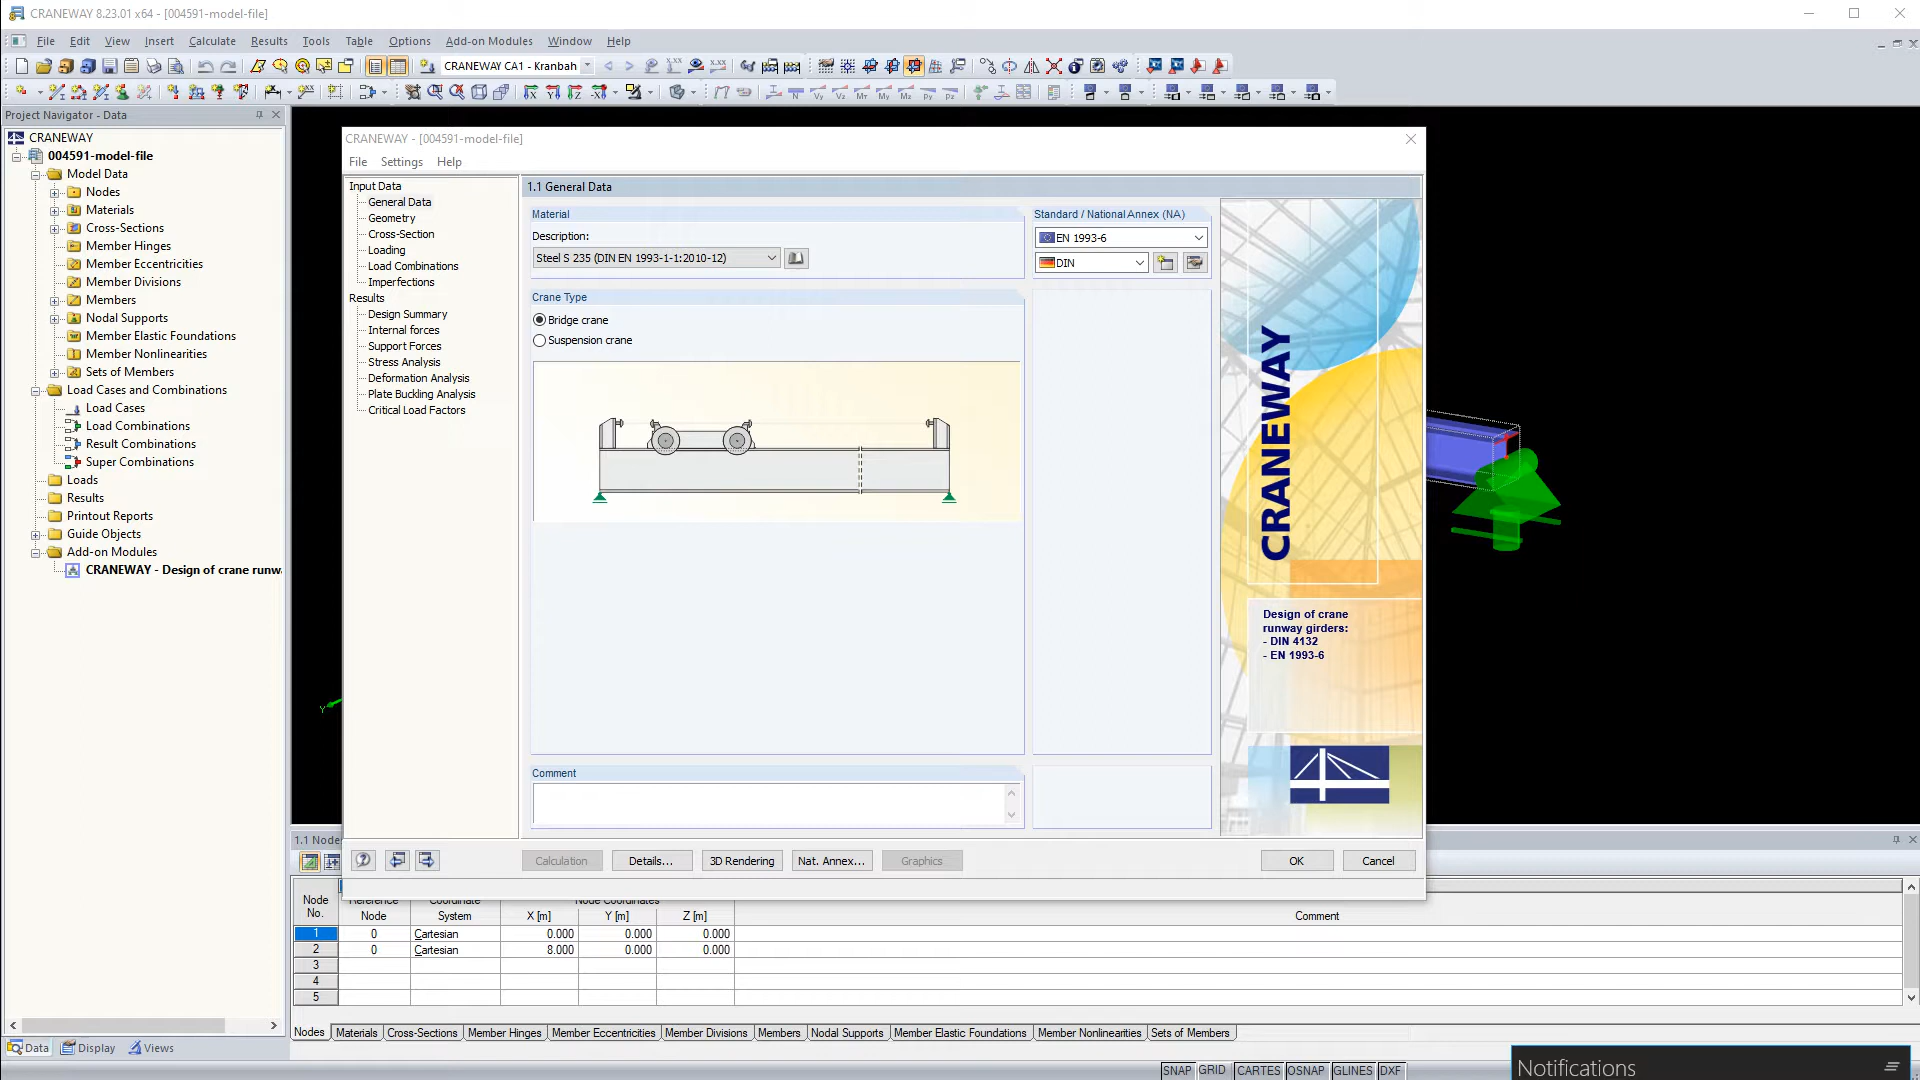 CRANEWAY 8.23.01 x64 - [004591-model-file]
File Edit View Insert Calculate Results Tools Table Options Add-on Modules Window Help
CRANEWAY CA1 - Kranbah
Project Navigator - Data
CRANEWAY
004591-model-file
Model Data
Nodes
Materials
Cross-Sections
Member Hinges
Member Eccentricities
Member Divisions
Members
Nodal Supports
Member Elastic Foundations
Member Nonlinearities
Sets of Members
Load Cases and Combinations
Load Cases
Load Combinations
Result Combinations
Super Combinations
Loads
Results
Printout Reports
Guide Objects
Add-on Modules
CRANEWAY - Design of crane runw
Data Display Views
CRANEWAY - [004591-model-file]
File Settings Help
Input Data
General Data
Geometry
Cross-Section
Loading
Load Combinations
Imperfections
Results
Design Summary
Internal forces
Support Forces
Stress Analysis
Deformation Analysis
Plate Buckling Analysis
Critical Load Factors
1.1 General Data
Material
Description:
Steel S 235 (DIN EN 1993-1-1:2010-12)
Crane Type
Bridge crane
Suspension crane
Comment
Standard / National Annex (NA)
EN 1993-6
DIN
CRANEWAY
Design of crane
runway girders:
- DIN 4132
- EN 1993-6
Calculation Details... 3D Rendering Nat. Annex... Graphics OK Cancel
Y
1.1 Node
Node No. Reference Node Coordinate System Node Coordinates X [m] Y [m] Z [m] Comment
1 0 Cartesian 0.000 0.000 0.000
2 0 Cartesian 8.000 0.000 0.000
3
4
5
Nodes Materials Cross-Sections Member Hinges Member Eccentricities Member Divisions Members Nodal Supports Member Elastic Foundations Member Nonlinearities Sets of Members
SNAP GRID CARTES OSNAP GLINES DXF
Notifications